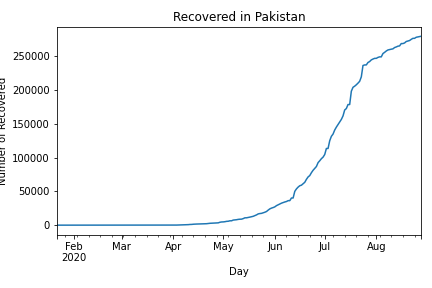 Recovered in Pakistan
Number of Recovered
250000
200000
150000
100000
50000
0
Feb Mar Apr May Jun Jul Aug
2020
Day